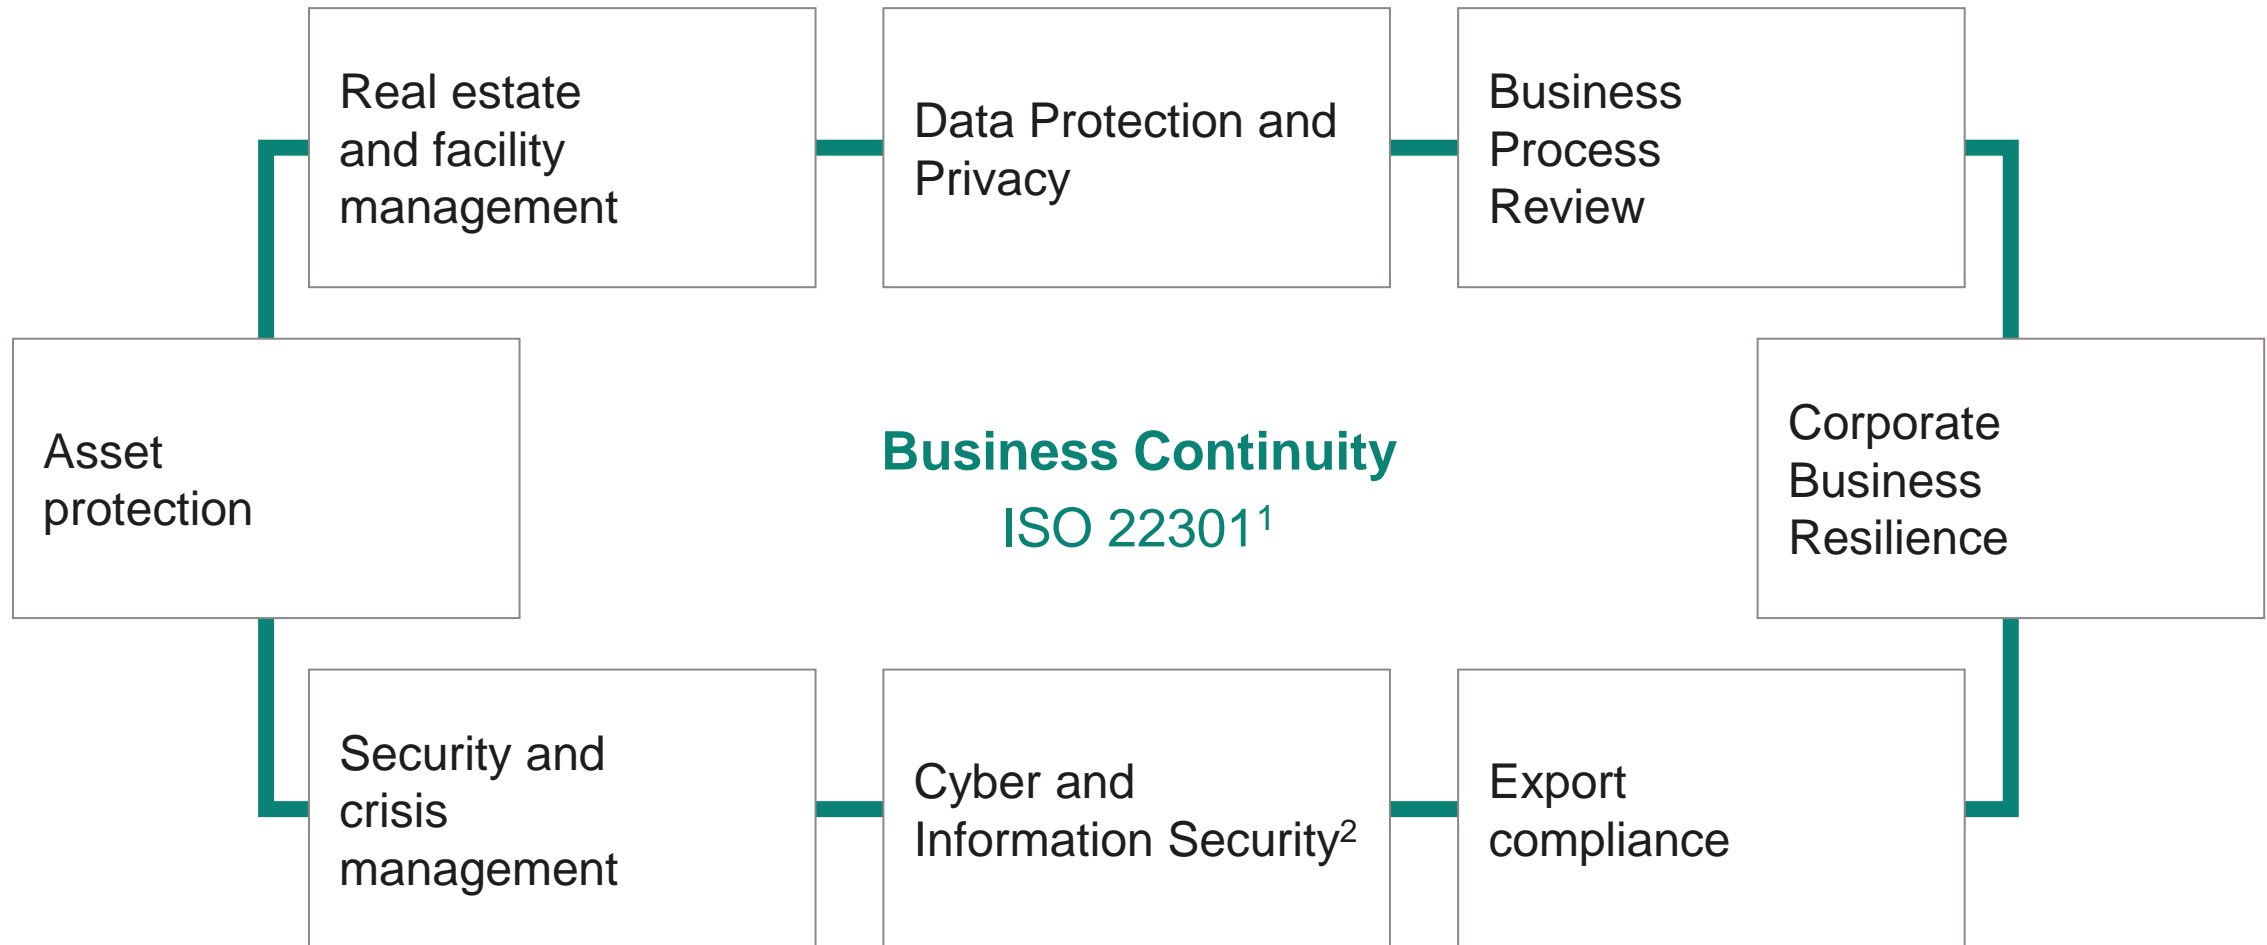 Real estate
and facility
management
Data Protection and
Privacy
Business
Process
Review
Asset
protection
Business Continuity
ISO 22301¹
Corporate
Business
Resilience
Security and
crisis
management
Cyber and
Information Security²
Export
compliance